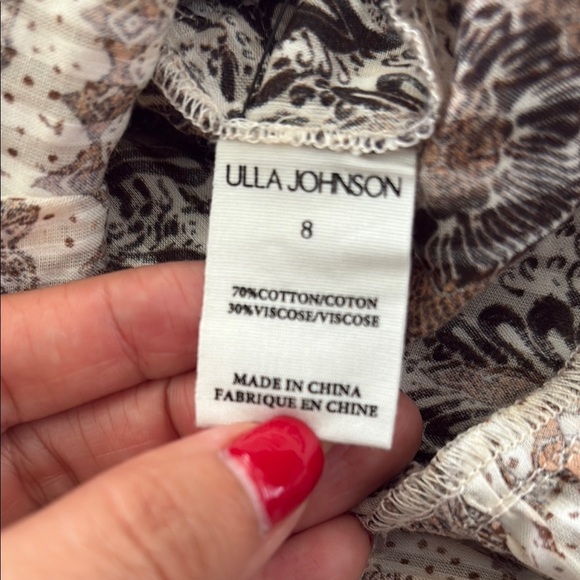 ULLA JOHNSON
8
70%COTTON/COTON
30%VISCOSE/VISCOSE
MADE IN CHINA
FABRIQUE EN CHINE